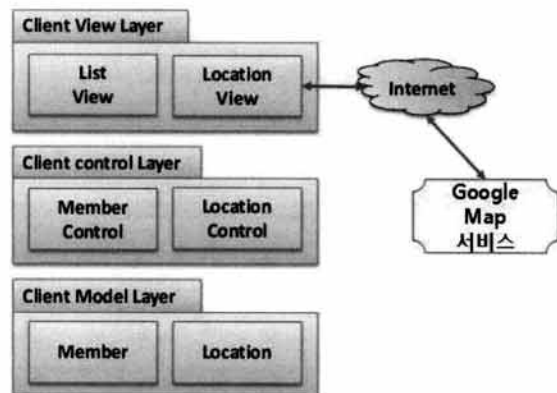 Client View Layer
List
View
Location
View
Internet
Client control Layer
Member
Control
Location
Control
Google
Map
서비스
Client Model Layer
Member
Location